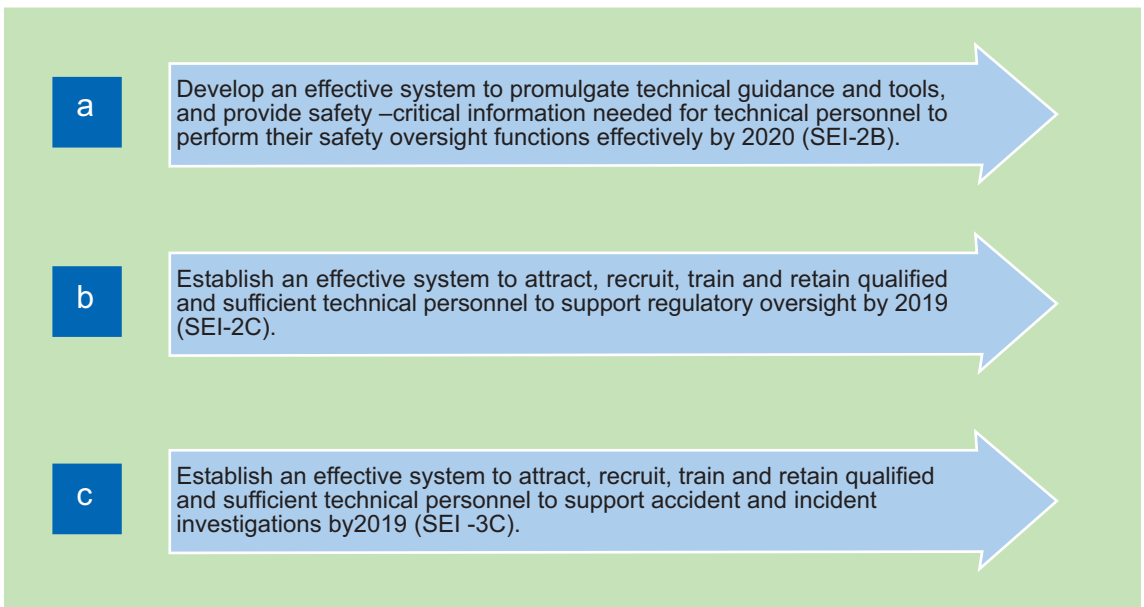 a
Develop an effective system to promulgate technical guidance and tools,
and provide safety –critical information needed for technical personnel to
perform their safety oversight functions effectively by 2020 (SEI-2B).
b
Establish an effective system to attract, recruit, train and retain qualified
and sufficient technical personnel to support regulatory oversight by 2019
(SEI-2C).
c
Establish an effective system to attract, recruit, train and retain qualified
and sufficient technical personnel to support accident and incident
investigations by2019 (SEI -3C).